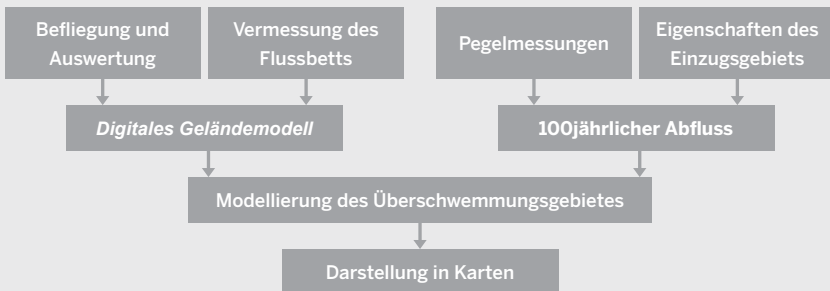 Befliegung und
Auswertung
Vermessung des
Flussbetts
Pegelmessungen
Eigenschaften des
Einzugsgebiets
Digitales Geländemodell
100jährlicher Abfluss
Modellierung des Überschwemmungsgebietes
Darstellung in Karten